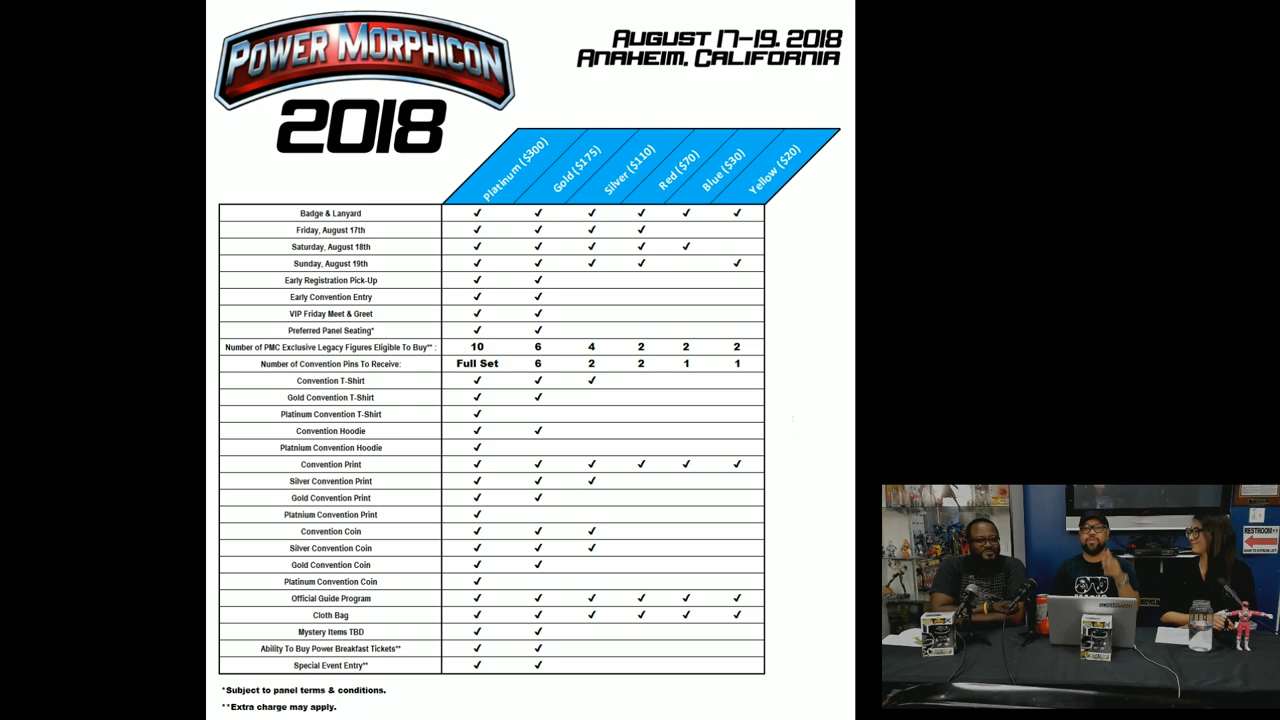 POWER MORPHICON
2018
AUGUST 17-19, 2018
ANAHEIM, CALIFORNIA
Platinum ($300) Gold ($175) Silver ($110) Red ($70) Blue ($30) Yellow ($20)
Badge & Lanyard ✓ ✓ ✓ ✓ ✓ ✓
Friday, August 17th ✓ ✓ ✓ ✓
Saturday, August 18th ✓ ✓ ✓ ✓ ✓
Sunday, August 19th ✓ ✓ ✓ ✓ ✓
Early Registration Pick-Up ✓ ✓
Early Convention Entry ✓ ✓
VIP Friday Meet & Greet ✓ ✓
Preferred Panel Seating* ✓ ✓
Number of PMC Exclusive Legacy Figures Eligible To Buy** : 10 6 4 2 2 2
Number of Convention Pins To Receive: Full Set 6 2 2 1 1
Convention T-Shirt ✓ ✓ ✓
Gold Convention T-Shirt ✓ ✓
Platinum Convention T-Shirt ✓
Convention Hoodie ✓ ✓
Platnium Convention Hoodie ✓
Convention Print ✓ ✓ ✓ ✓ ✓ ✓
Silver Convention Print ✓ ✓ ✓
Gold Convention Print ✓ ✓
Platnium Convention Print ✓
Convention Coin ✓ ✓ ✓
Silver Convention Coin ✓ ✓ ✓
Gold Convention Coin ✓ ✓
Platinum Convention Coin ✓
Official Guide Program ✓ ✓ ✓ ✓ ✓ ✓
Cloth Bag ✓ ✓ ✓ ✓ ✓ ✓
Mystery Items TBD ✓ ✓
Ability To Buy Power Breakfast Tickets** ✓ ✓
Special Event Entry** ✓ ✓
*Subject to panel terms & conditions.
**Extra charge may apply.
RESTROOM